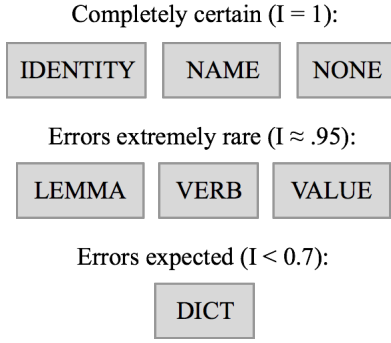 Completely certain (I = 1):
IDENTITY NAME NONE
Errors extremely rare (I ≈ .95):
LEMMA VERB VALUE
Errors expected (I < 0.7):
DICT